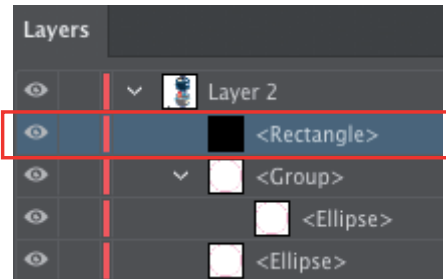 Layers
Layer 2
<Rectangle>
<Group>
<Ellipse>
<Ellipse>